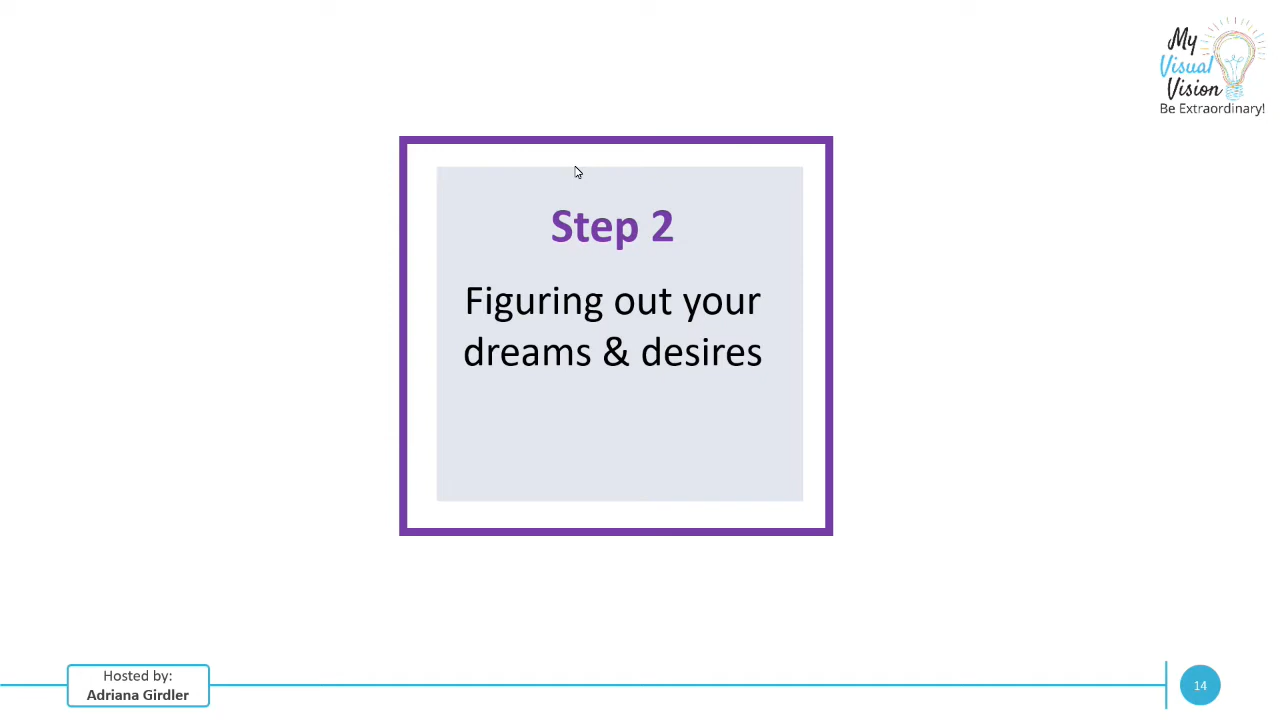 My
Visual
Vision
Be Extraordinary!
Step 2
Figuring out your
dreams & desires
Hosted by:
Adriana Girdler
14